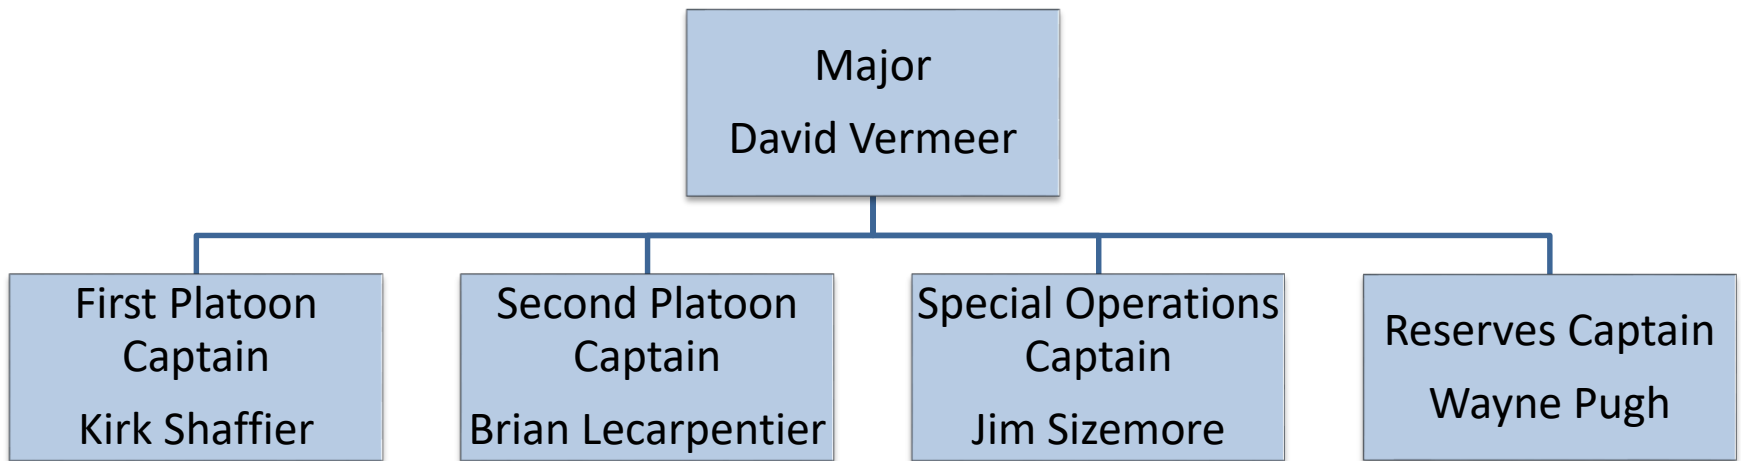 Major
David Vermeer
First Platoon
Captain
Kirk Shaffier
Second Platoon
Captain
Brian Lecarpentier
Special Operations
Captain
Jim Sizemore
Reserves Captain
Wayne Pugh